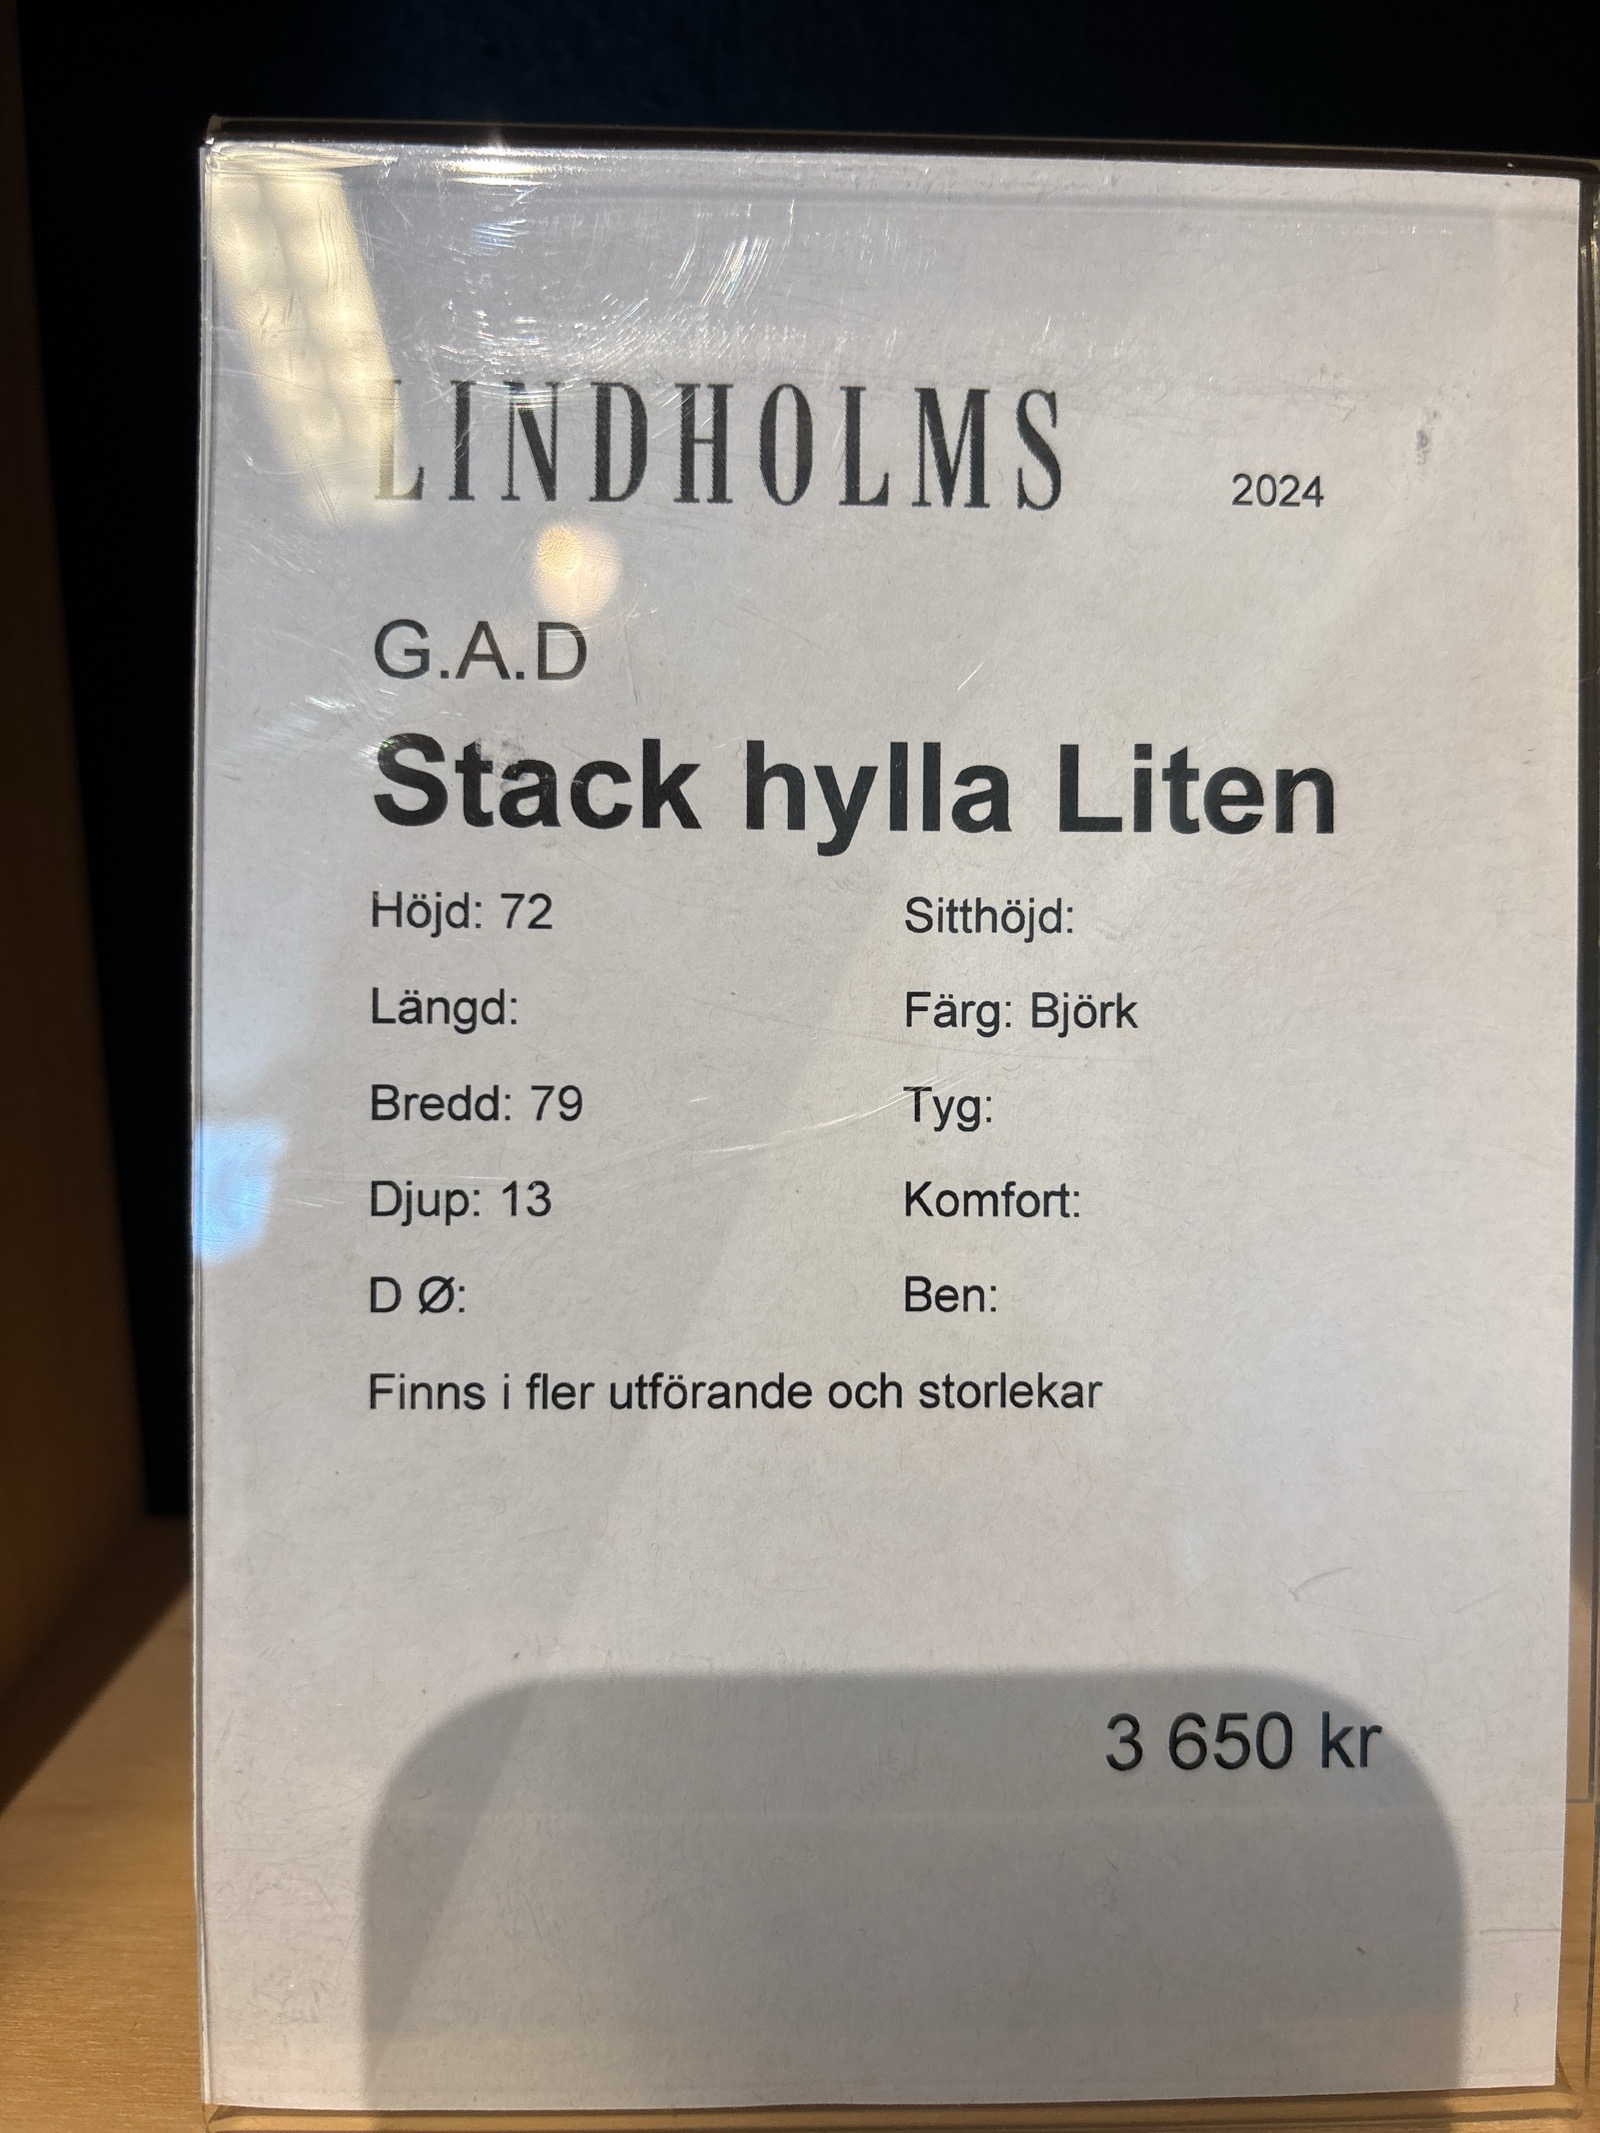 LINDHOLMS 2024
G.A.D
Stack hylla Liten
Höjd: 72 Sitthöjd:
Längd: Färg: Björk
Bredd: 79 Tyg:
Djup: 13 Komfort:
D Ø: Ben:
Finns i fler utförande och storlekar
3 650 kr